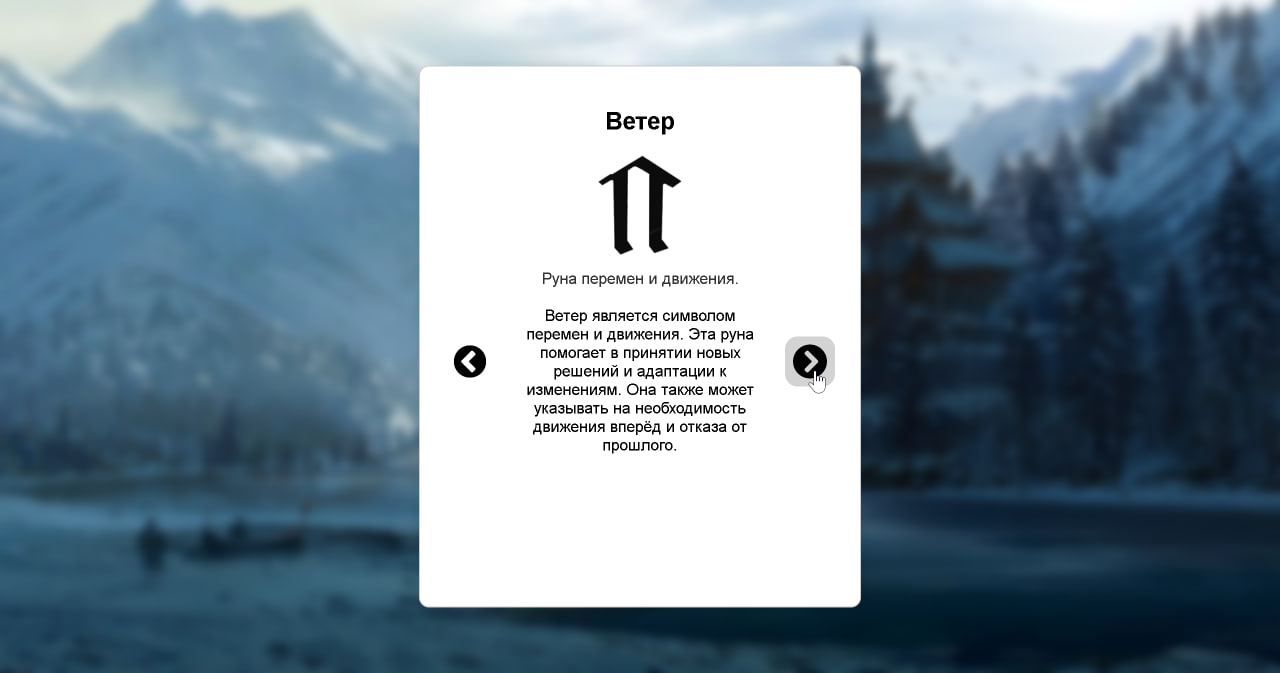 Ветер
Руна перемен и движения.
Ветер является символом
перемен и движения. Эта руна
помогает в принятии новых
решений и адаптации к
изменениям. Она также может
указывать на необходимость
движения вперёд и отказа от
прошлого.